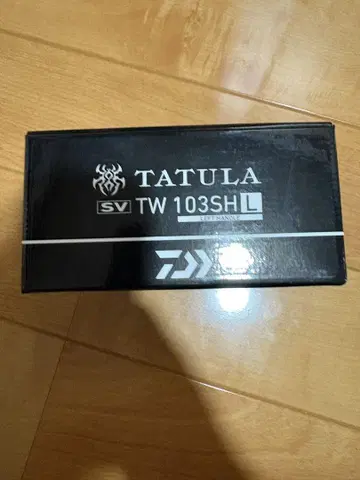 TATULA
SV TW 103SH L
LEFT HANDLE